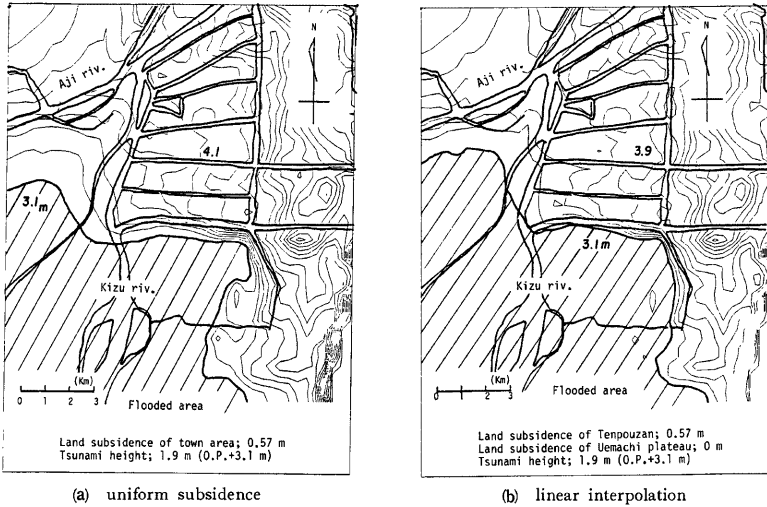 N
Aji riv.
4.1
3.1m
Kizu riv.
(Km)
0 1 2 3
Flooded area
Land subsidence of town area; 0.57 m
Tsunami height; 1.9 m (O.P.+3.1 m)
(a) uniform subsidence
N
Aji riv.
3.9
3.1m
Kizu riv.
(Km)
0 1 2 3
Flooded area
Land subsidence of Tenpouzan; 0.57 m
Land subsidence of Uemachi plateau; 0 m
Tsunami height; 1.9 m (O.P.+3.1 m)
(b) linear interpolation